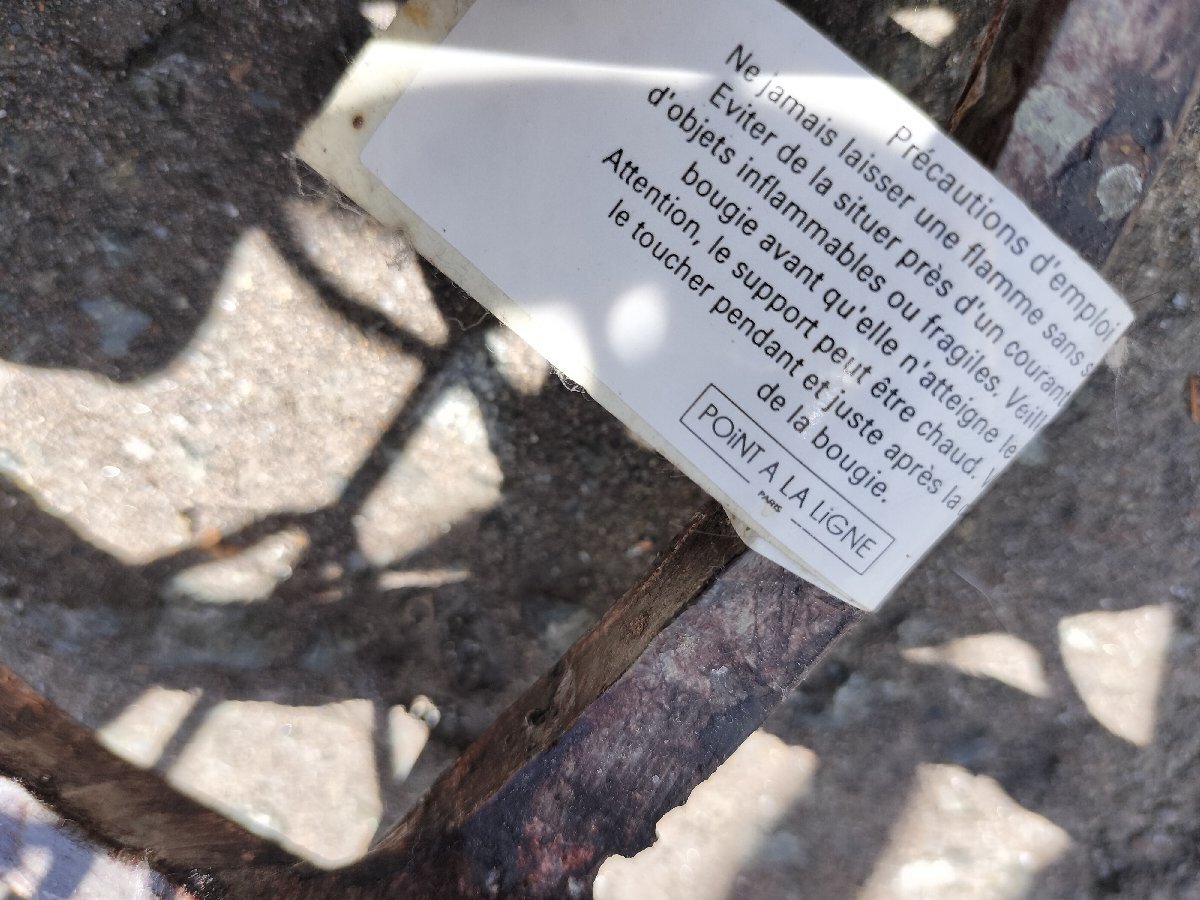 Précautions d'emploi
Ne jamais laisser une flamme sans
Eviter de la situer près d'un courant
d'objets inflammables ou fragiles. Veill
bougie avant qu'elle n'atteigne le
Attention, le support peut être chaud.
le toucher pendant et juste après la
de la bougie.
POiNT A LA LiGNE
PARIS